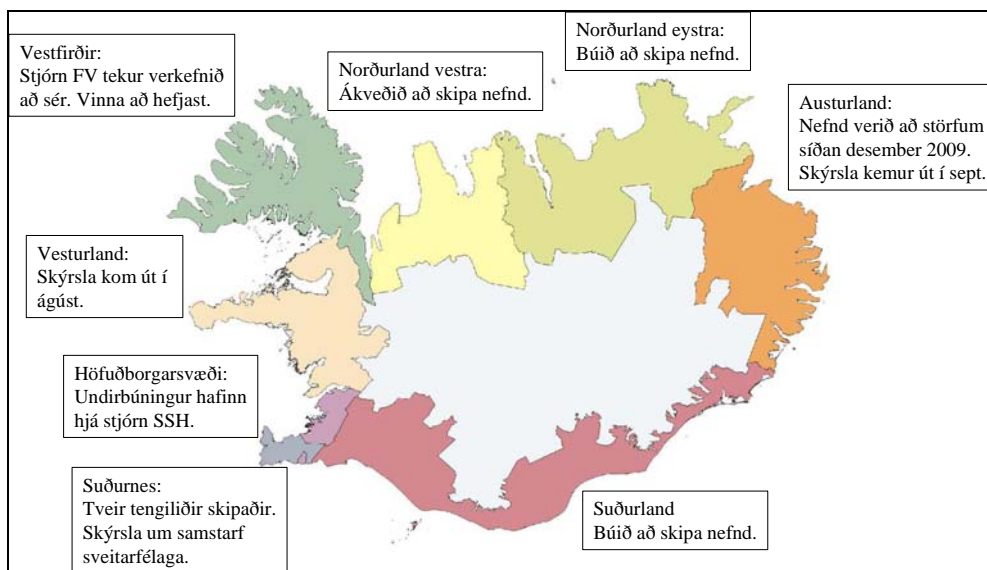 Vestfirðir:
Stjórn FV tekur verkefnið
að sér. Vinna að hefjast.
Norðurland vestra:
Ákveðið að skipa nefnd.
Norðurland eystra:
Búið að skipa nefnd.
Austurland:
Nefnd verið að störfum
síðan desember 2009.
Skýrsla kemur út í sept.
Vesturland:
Skýrsla kom út í
ágúst.
Höfuðborgarsvæði:
Undirbúningur hafinn
hjá stjórn SSH.
Suðurnes:
Tveir tengiliðir skipaðir.
Skýrsla um samstarf
sveitarfélaga.
Suðurland
Búið að skipa nefnd.